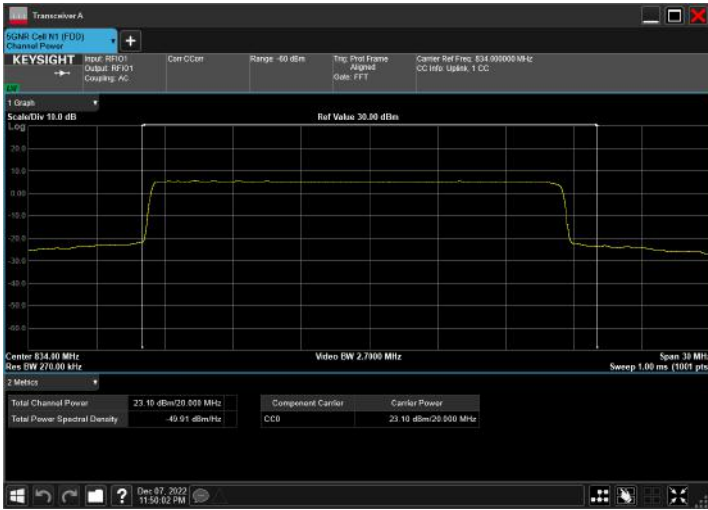 Transceiver A
5GNR Cell N1 (FDD)
Channel Power
+
KEYSIGHT
Input: RFIO1
Output: RFIO1
Coupling: AC
Corr CCorr
Range: -60 dBm
Trig: Prot Frame
Aligned
Gate: FFT
Carrier Ref Freq: 834.000000 MHz
CC Info: Uplink, 1 CC
1 Graph
Scale/Div 10.0 dB
Ref Value 30.00 dBm
Log
20.0
10.0
0.00
-10.0
-20.0
-30.0
-40.0
-50.0
-60.0
Center 834.00 MHz
Video BW 2.7000 MHz
Span 30 MHz
Res BW 270.00 kHz
Sweep 1.00 ms (1001 pts
2 Metrics
Total Channel Power 23.10 dBm/20.000 MHz
Total Power Spectral Density -49.91 dBm/Hz
Component Carrier Carrier Power
CC0 23.10 dBm/20.000 MHz
?
Dec 07, 2022
11:50:02 PM